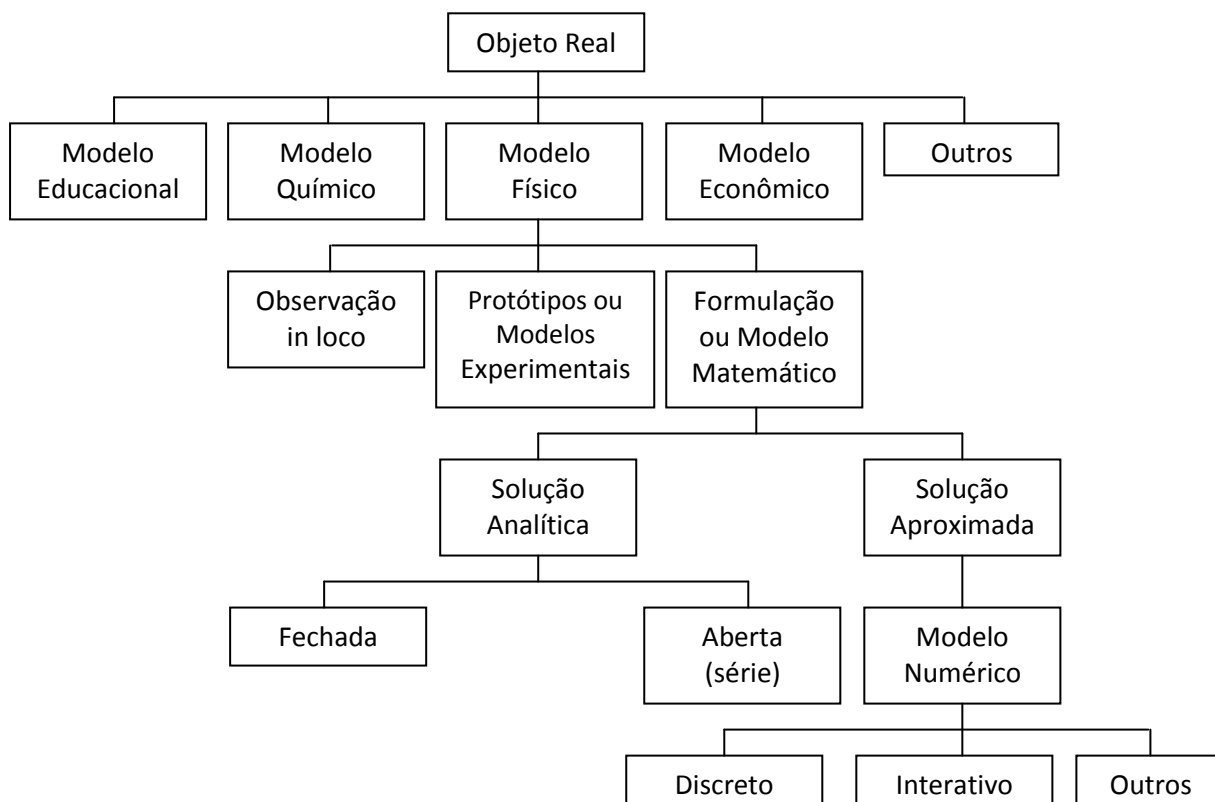 Objeto Real
Modelo
Educacional
Modelo
Químico
Modelo
Físico
Modelo
Econômico
Outros
Observação
in loco
Protótipos ou
Modelos
Experimentais
Formulação
ou Modelo
Matemático
Solução
Analítica
Solução
Aproximada
Fechada
Aberta
(série)
Modelo
Numérico
Discreto
Interativo
Outros